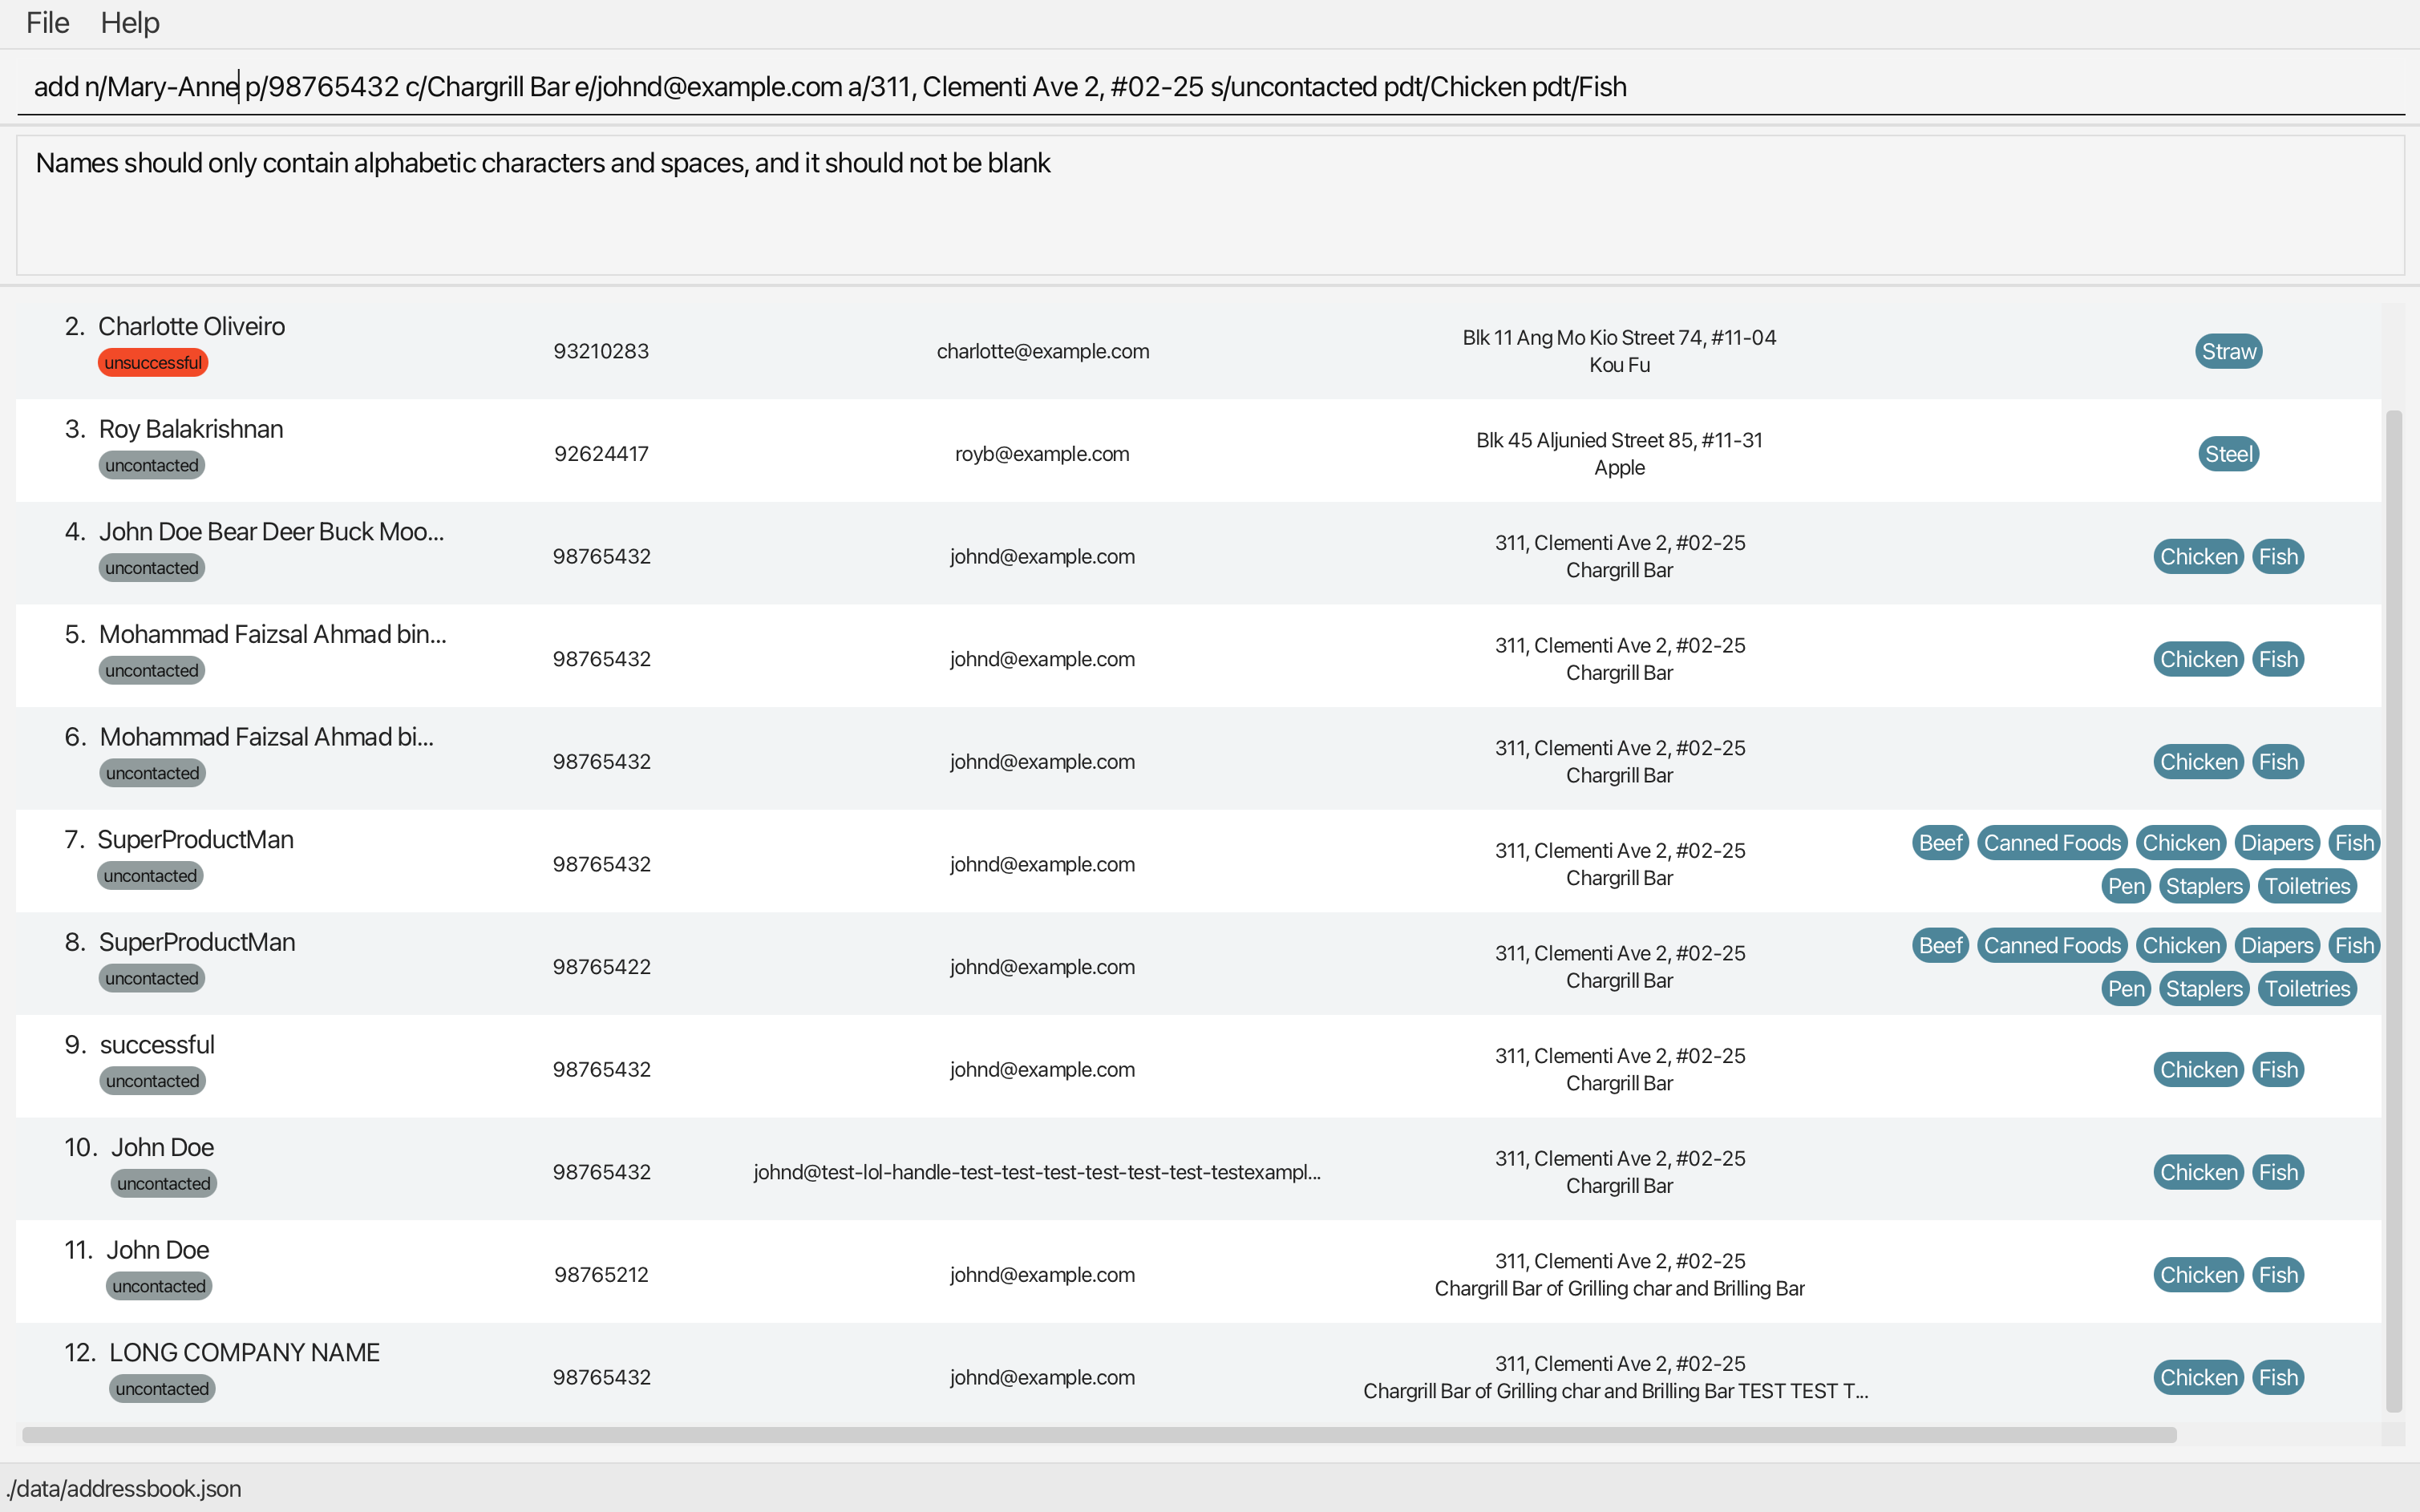 File Help
add n/Mary-Anne p/98765432 c/Chargrill Bar e/johnd@example.com a/311, Clementi Ave 2, #02-25 s/uncontacted pdt/Chicken pdt/Fish
Names should only contain alphabetic characters and spaces, and it should not be blank
2. Charlotte Oliveiro
unsuccessful
93210283
charlotte@example.com
Blk 11 Ang Mo Kio Street 74, #11-04
Kou Fu
Straw
3. Roy Balakrishnan
uncontacted
92624417
royb@example.com
Blk 45 Aljunied Street 85, #11-31
Apple
Steel
4. John Doe Bear Deer Buck Moo...
uncontacted
98765432
johnd@example.com
311, Clementi Ave 2, #02-25
Chargrill Bar
Chicken Fish
5. Mohammad Faizsal Ahmad bin...
uncontacted
98765432
johnd@example.com
311, Clementi Ave 2, #02-25
Chargrill Bar
Chicken Fish
6. Mohammad Faizsal Ahmad bi...
uncontacted
98765432
johnd@example.com
311, Clementi Ave 2, #02-25
Chargrill Bar
Chicken Fish
7. SuperProductMan
uncontacted
98765432
johnd@example.com
311, Clementi Ave 2, #02-25
Chargrill Bar
Beef Canned Foods Chicken Diapers Fish
Pen Staplers Toiletries
8. SuperProductMan
uncontacted
98765422
johnd@example.com
311, Clementi Ave 2, #02-25
Chargrill Bar
Beef Canned Foods Chicken Diapers Fish
Pen Staplers Toiletries
9. successful
uncontacted
98765432
johnd@example.com
311, Clementi Ave 2, #02-25
Chargrill Bar
Chicken Fish
10. John Doe
uncontacted
98765432
johnd@test-lol-handle-test-test-test-test-test-test-testexampl...
311, Clementi Ave 2, #02-25
Chargrill Bar
Chicken Fish
11. John Doe
uncontacted
98765212
johnd@example.com
311, Clementi Ave 2, #02-25
Chargrill Bar of Grilling char and Brilling Bar
Chicken Fish
12. LONG COMPANY NAME
uncontacted
98765432
johnd@example.com
311, Clementi Ave 2, #02-25
Chargrill Bar of Grilling char and Brilling Bar TEST TEST T...
Chicken Fish
./data/addressbook.json